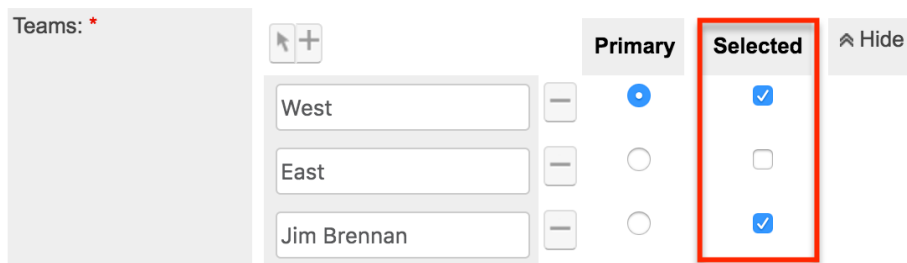 Teams: *
Primary
Selected
Hide
West
East
Jim Brennan